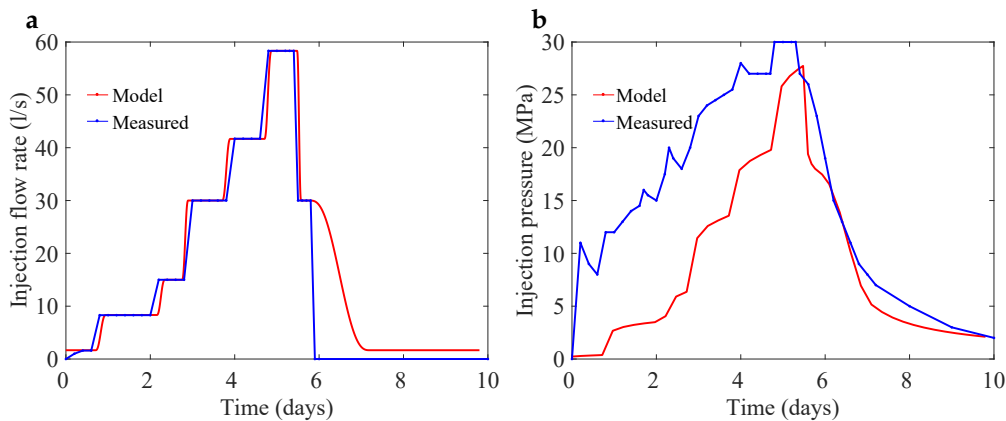 a
Injection flow rate (l/s)
60
50
40
30
20
10
0
Model
Measured
0 2 4 6 8 10
Time (days)
b
Injection pressure (MPa)
30
25
20
15
10
5
0
Model
Measured
0 2 4 6 8 10
Time (days)